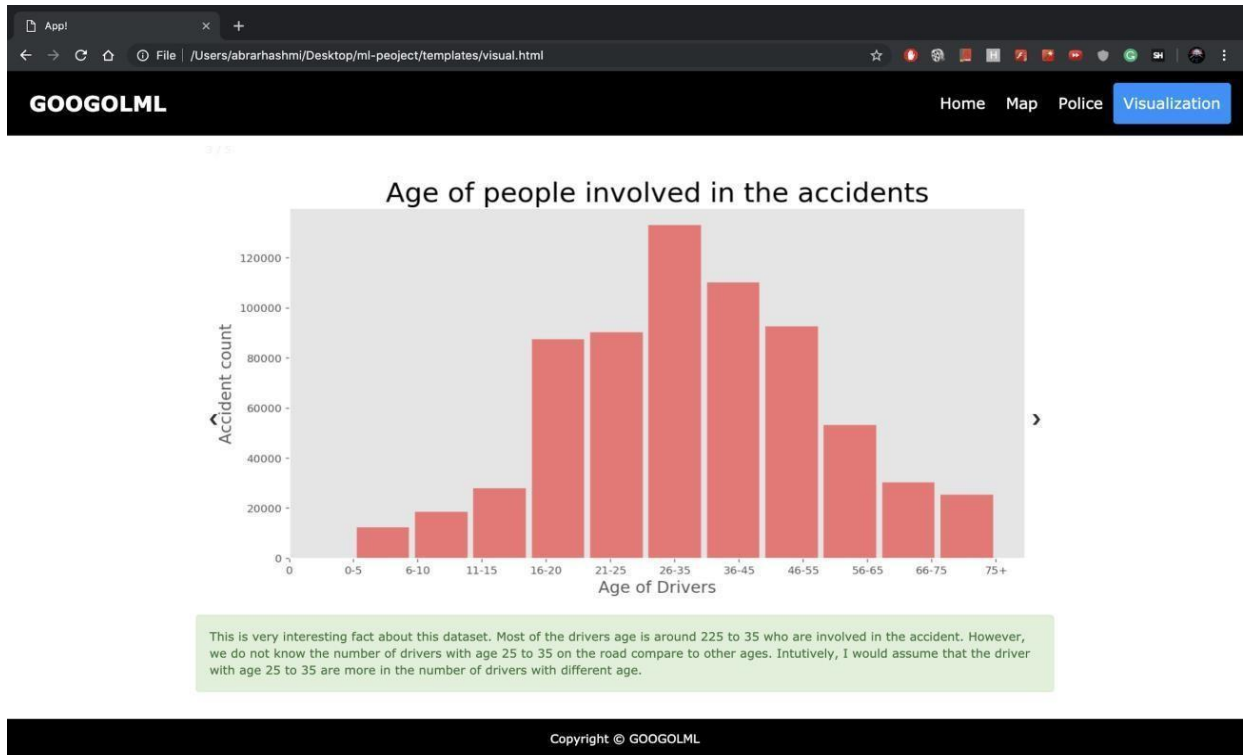 App!
File /Users/abrarhashmi/Desktop/ml-peoject/templates/visual.html
GOOGOLML
Home Map Police Visualization
3 / 5
Age of people involved in the accidents
Accident count
120000
100000
80000
60000
40000
20000
0
0 0-5 6-10 11-15 16-20 21-25 26-35 36-45 46-55 56-65 66-75 75+
Age of Drivers
This is very interesting fact about this dataset. Most of the drivers age is around 225 to 35 who are involved in the accident. However,
we do not know the number of drivers with age 25 to 35 on the road compare to other ages. Intutively, I would assume that the driver
with age 25 to 35 are more in the number of drivers with different age.
Copyright © GOOGOLML